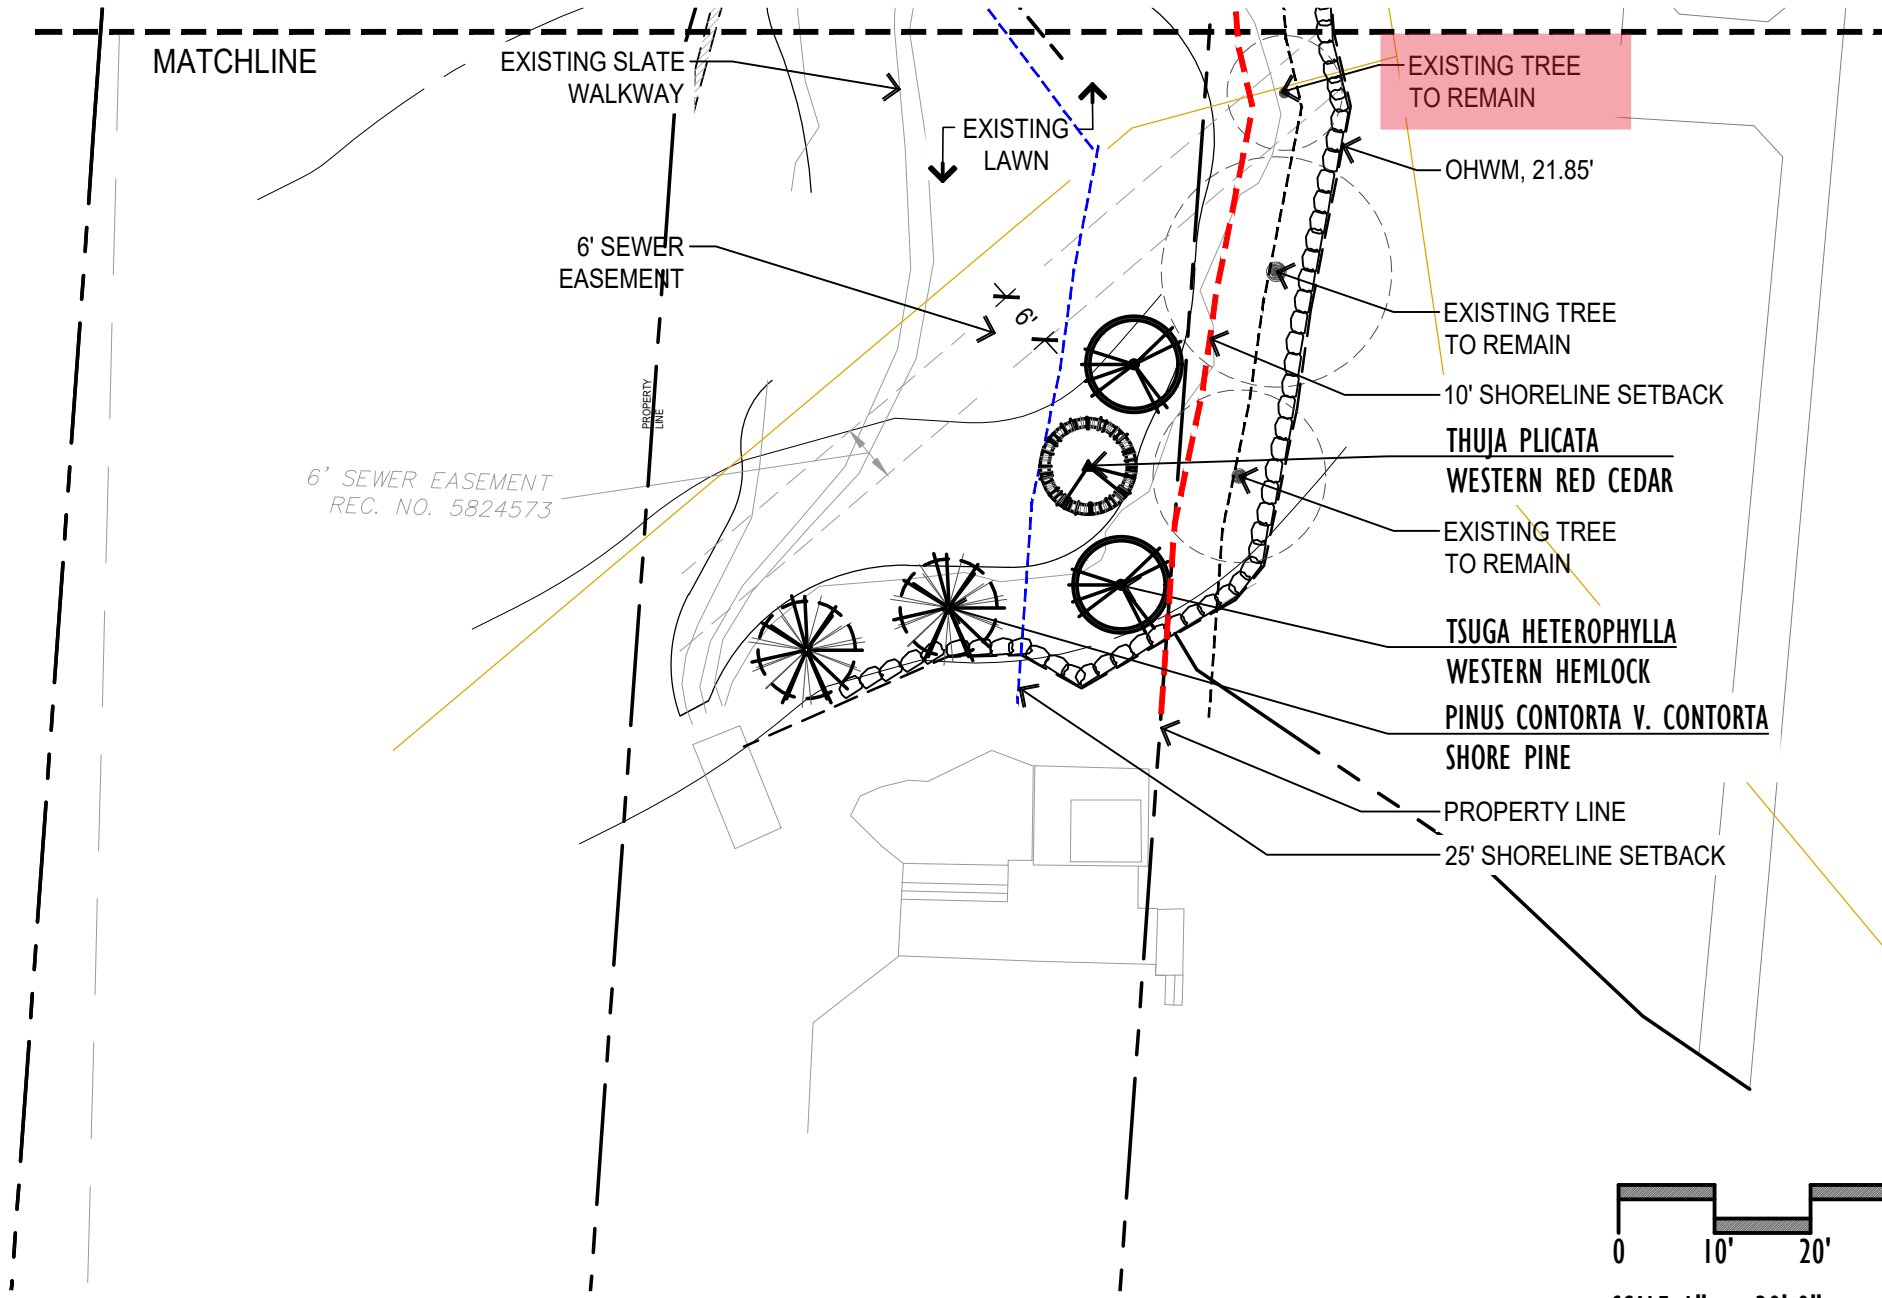 MATCHLINE
EXISTING SLATE
WALKWAY
EXISTING
LAWN
EXISTING TREE
TO REMAIN
OHWM, 21.85'
6' SEWER
EASEMENT
6'
EXISTING TREE
TO REMAIN
10' SHORELINE SETBACK
PROPERTY
LINE
THUJA PLICATA
WESTERN RED CEDAR
6' SEWER EASEMENT
REC. NO. 5824573
EXISTING TREE
TO REMAIN
TSUGA HETEROPHYLLA
WESTERN HEMLOCK
PINUS CONTORTA V. CONTORTA
SHORE PINE
PROPERTY LINE
25' SHORELINE SETBACK
0 10' 20'